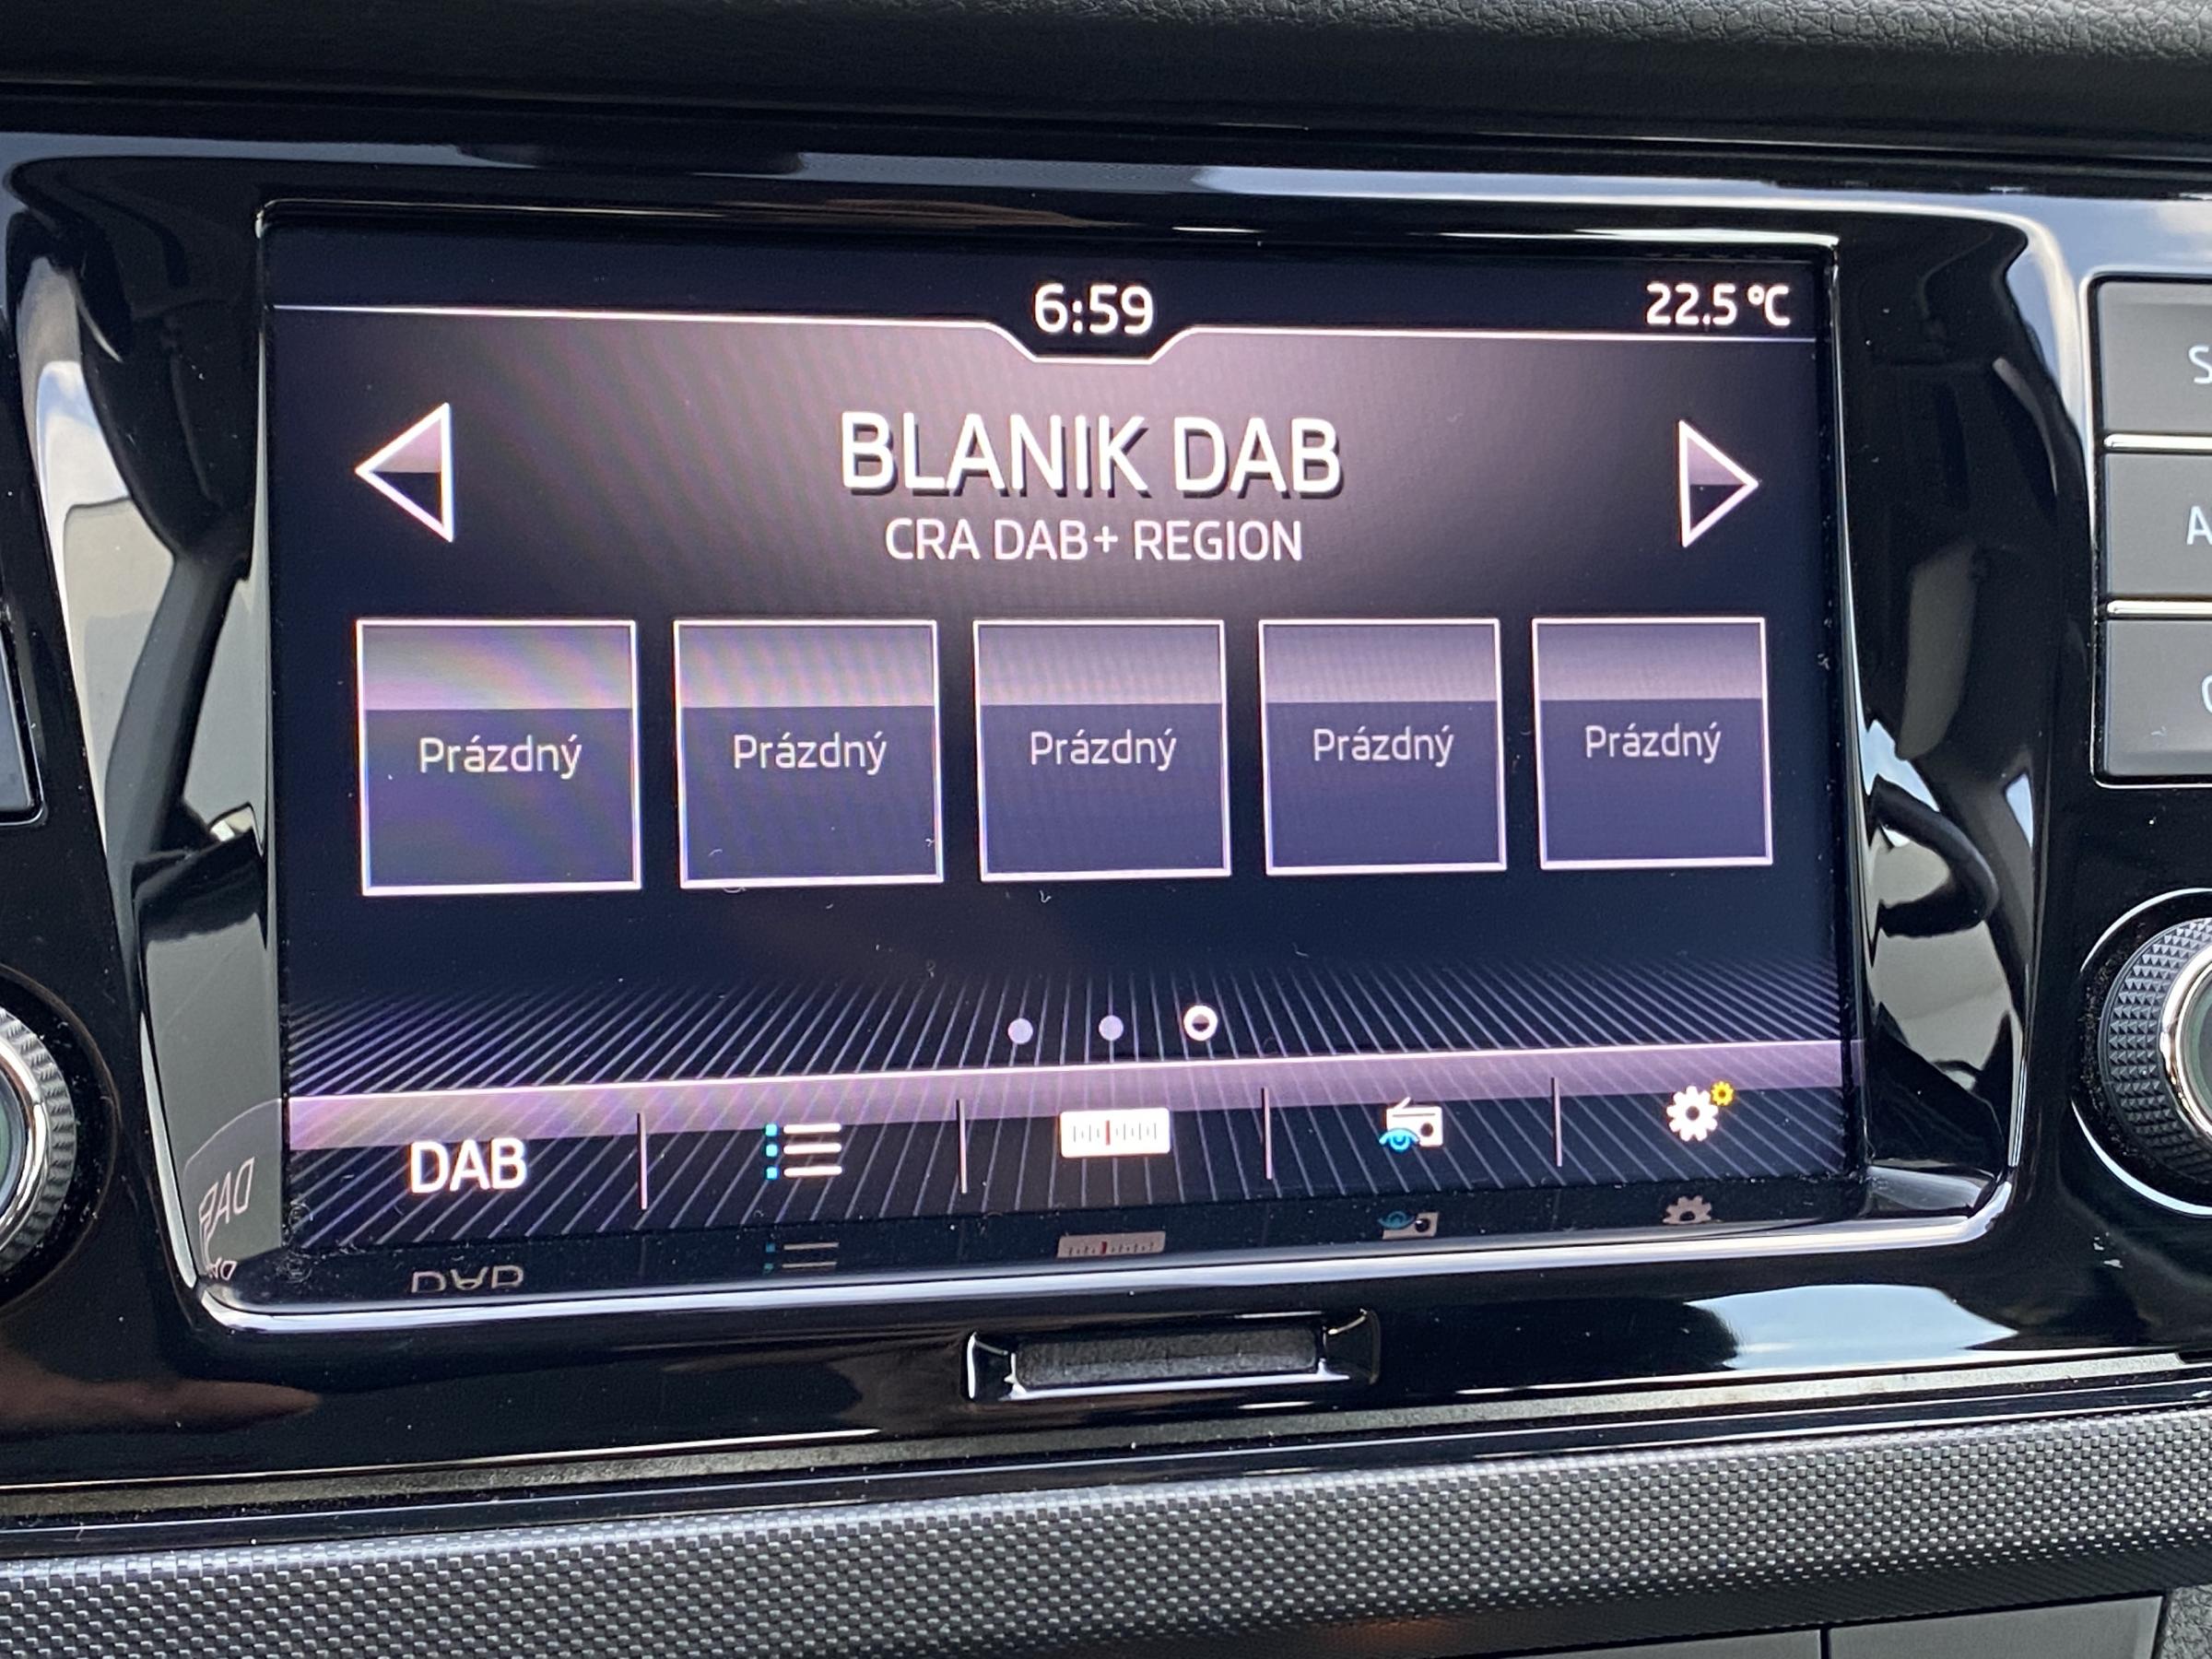 6:59
22.5 °C
BLANIK DAB
CRA DAB+ REGION
Prázdný
Prázdný
Prázdný
Prázdný
Prázdný
DAB